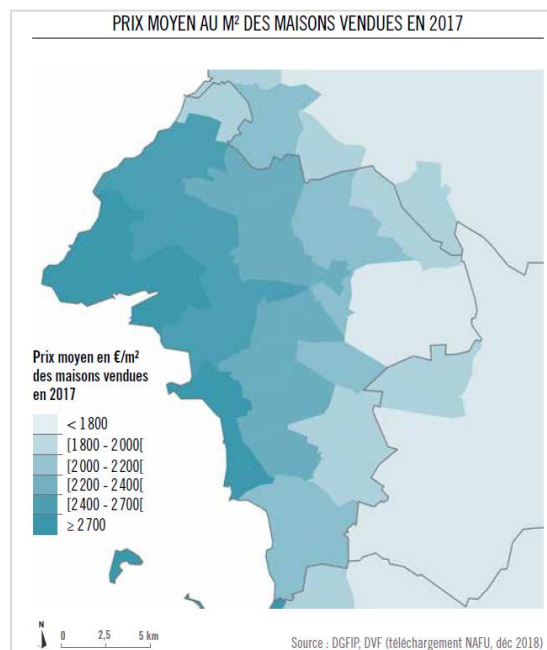 PRIX MOYEN AU M² DES MAISONS VENDUES EN 2017
Prix moyen en €/m²
des maisons vendues
en 2017
< 1 800
[1 800 - 2 000[
[2 000 - 2 200[
[2 200 - 2 400[
[2 400 - 2 700[
≥ 2 700
N
0 2,5 5 km
Source : DGFIP, DVF (téléchargement NAFU, déc 2018)